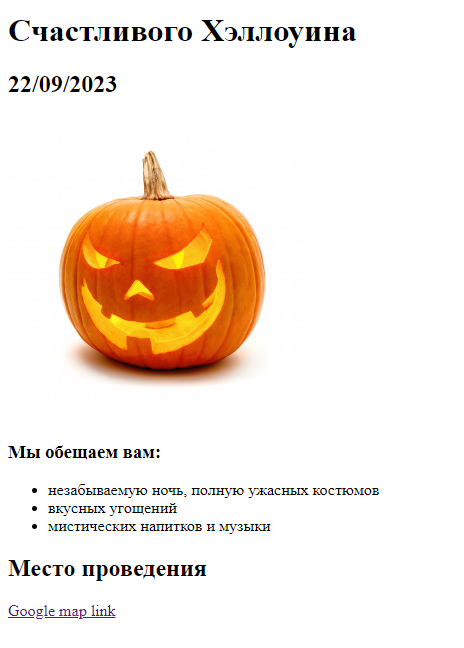 Счастливого Хэллоуина
22/09/2023
Мы обещаем вам:
незабываемую ночь, полную ужасных костюмов
вкусных угощений
мистических напитков и музыки
Место проведения
Google map link